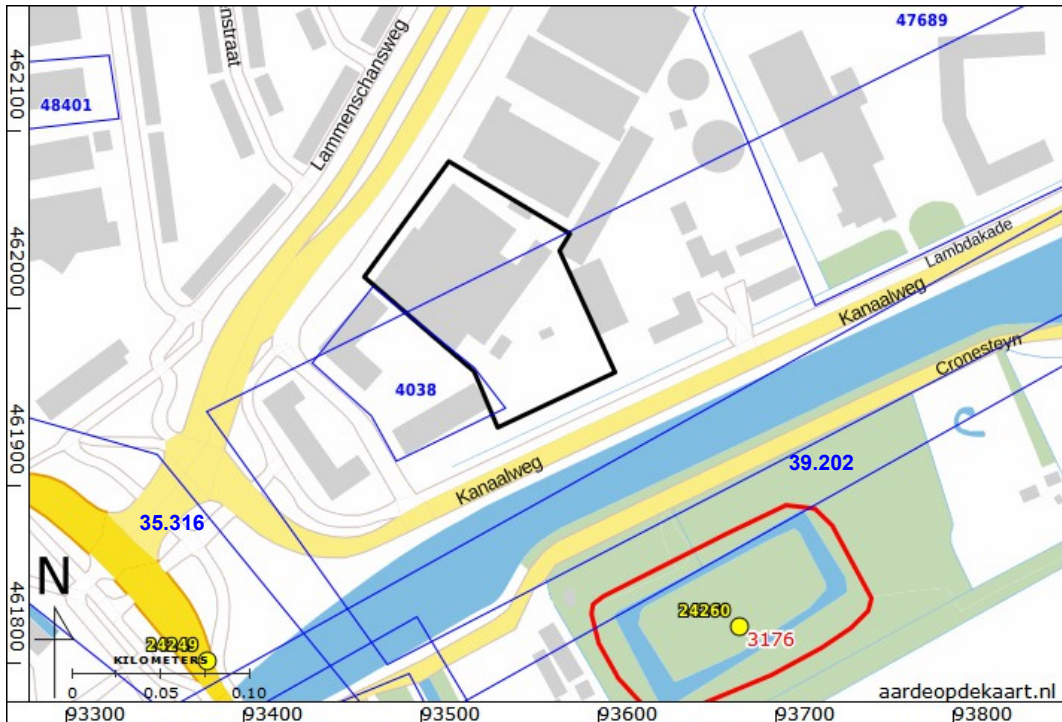 47689
48401
nstraat
Lammenschansweg
462100
462000
461900
461800
Lambdakade
Kanaalweg
Cronesteyn
4038
Kanaalweg
39.202
35.316
N
24249
24260
3176
KILOMETERS
0 0.05 0.10
aardeopdekaart.nl
93300 93400 93500 93600 93700 93800